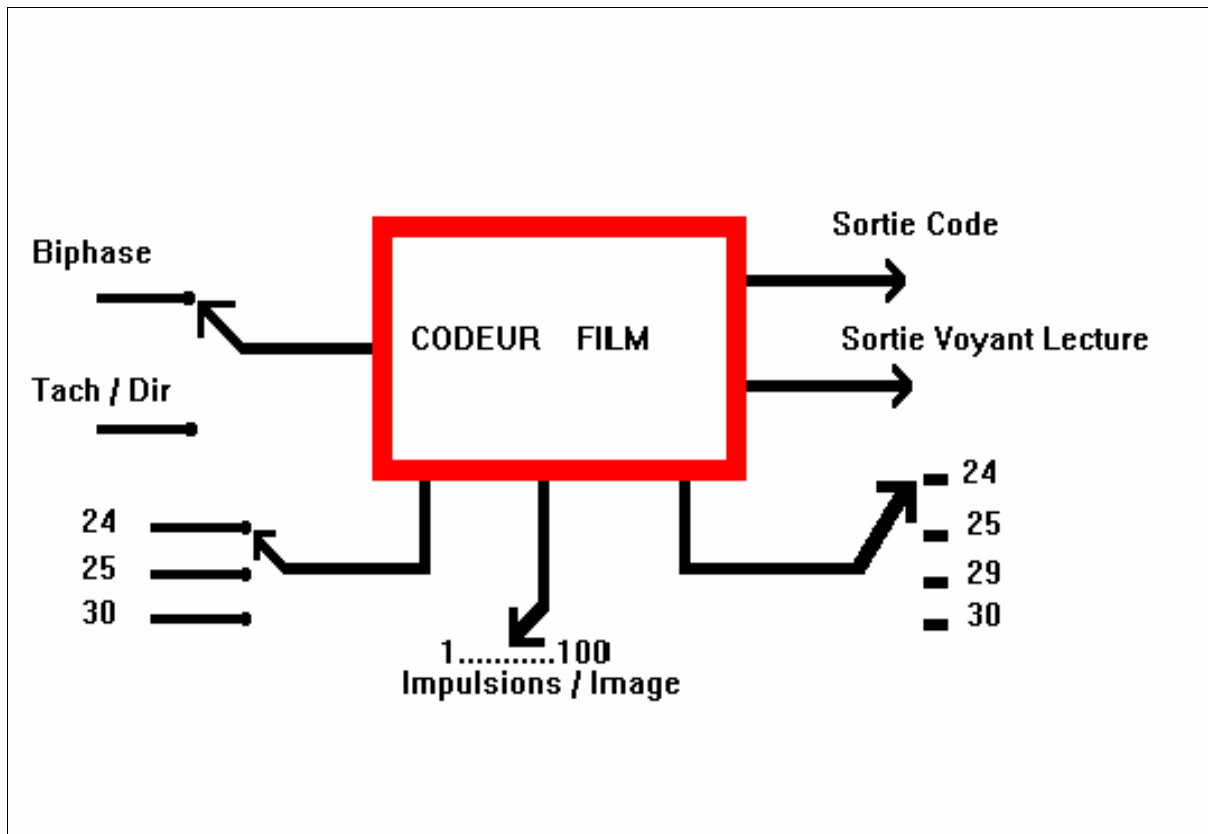 Sortie Code
Biphase
CODEUR FILM
Sortie Voyant Lecture
Tach / Dir
24
25
30
24
25
29
30
1...........100
Impulsions / Image